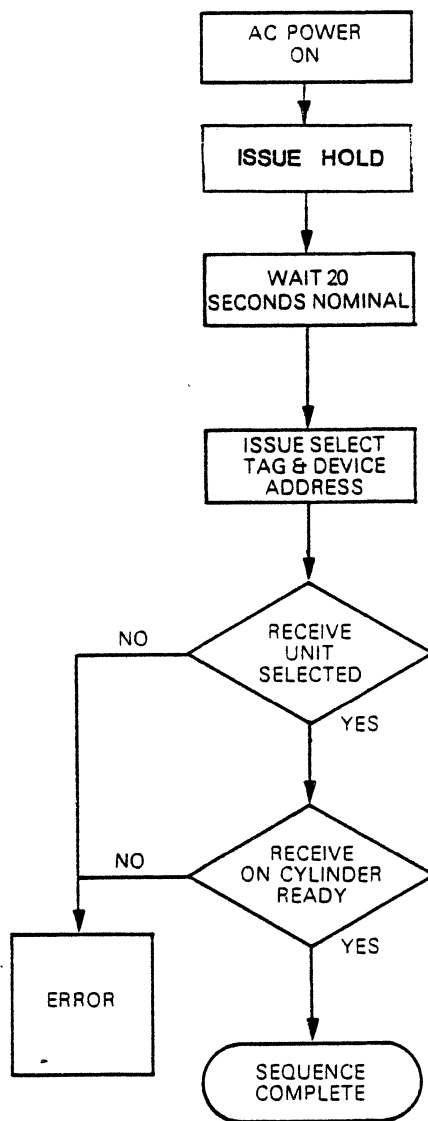 AC POWER
ON
ISSUE HOLD
WAIT 20
SECONDS NOMINAL
ISSUE SELECT
TAG & DEVICE
ADDRESS
RECEIVE
UNIT
SELECTED
NO
YES
RECEIVE
ON CYLINDER
READY
NO
YES
ERROR
SEQUENCE
COMPLETE